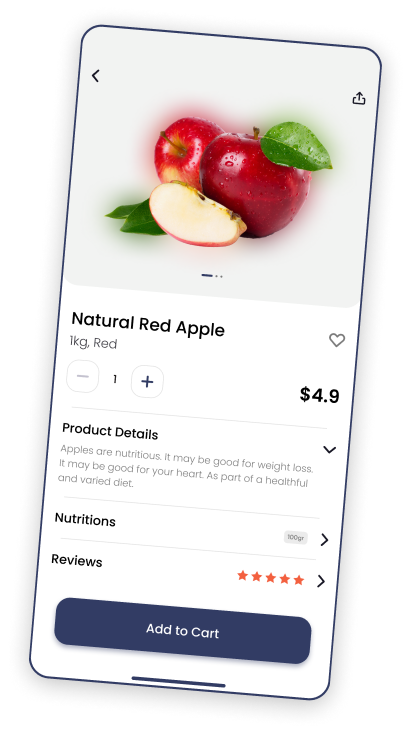 Natural Red Apple
1kg, Red
1
$4.9
Product Details
Apples are nutritious. It may be good for weight loss.
It may be good for your heart. As part of a healthful
and varied diet.
Nutritions
100gr
Reviews
Add to Cart